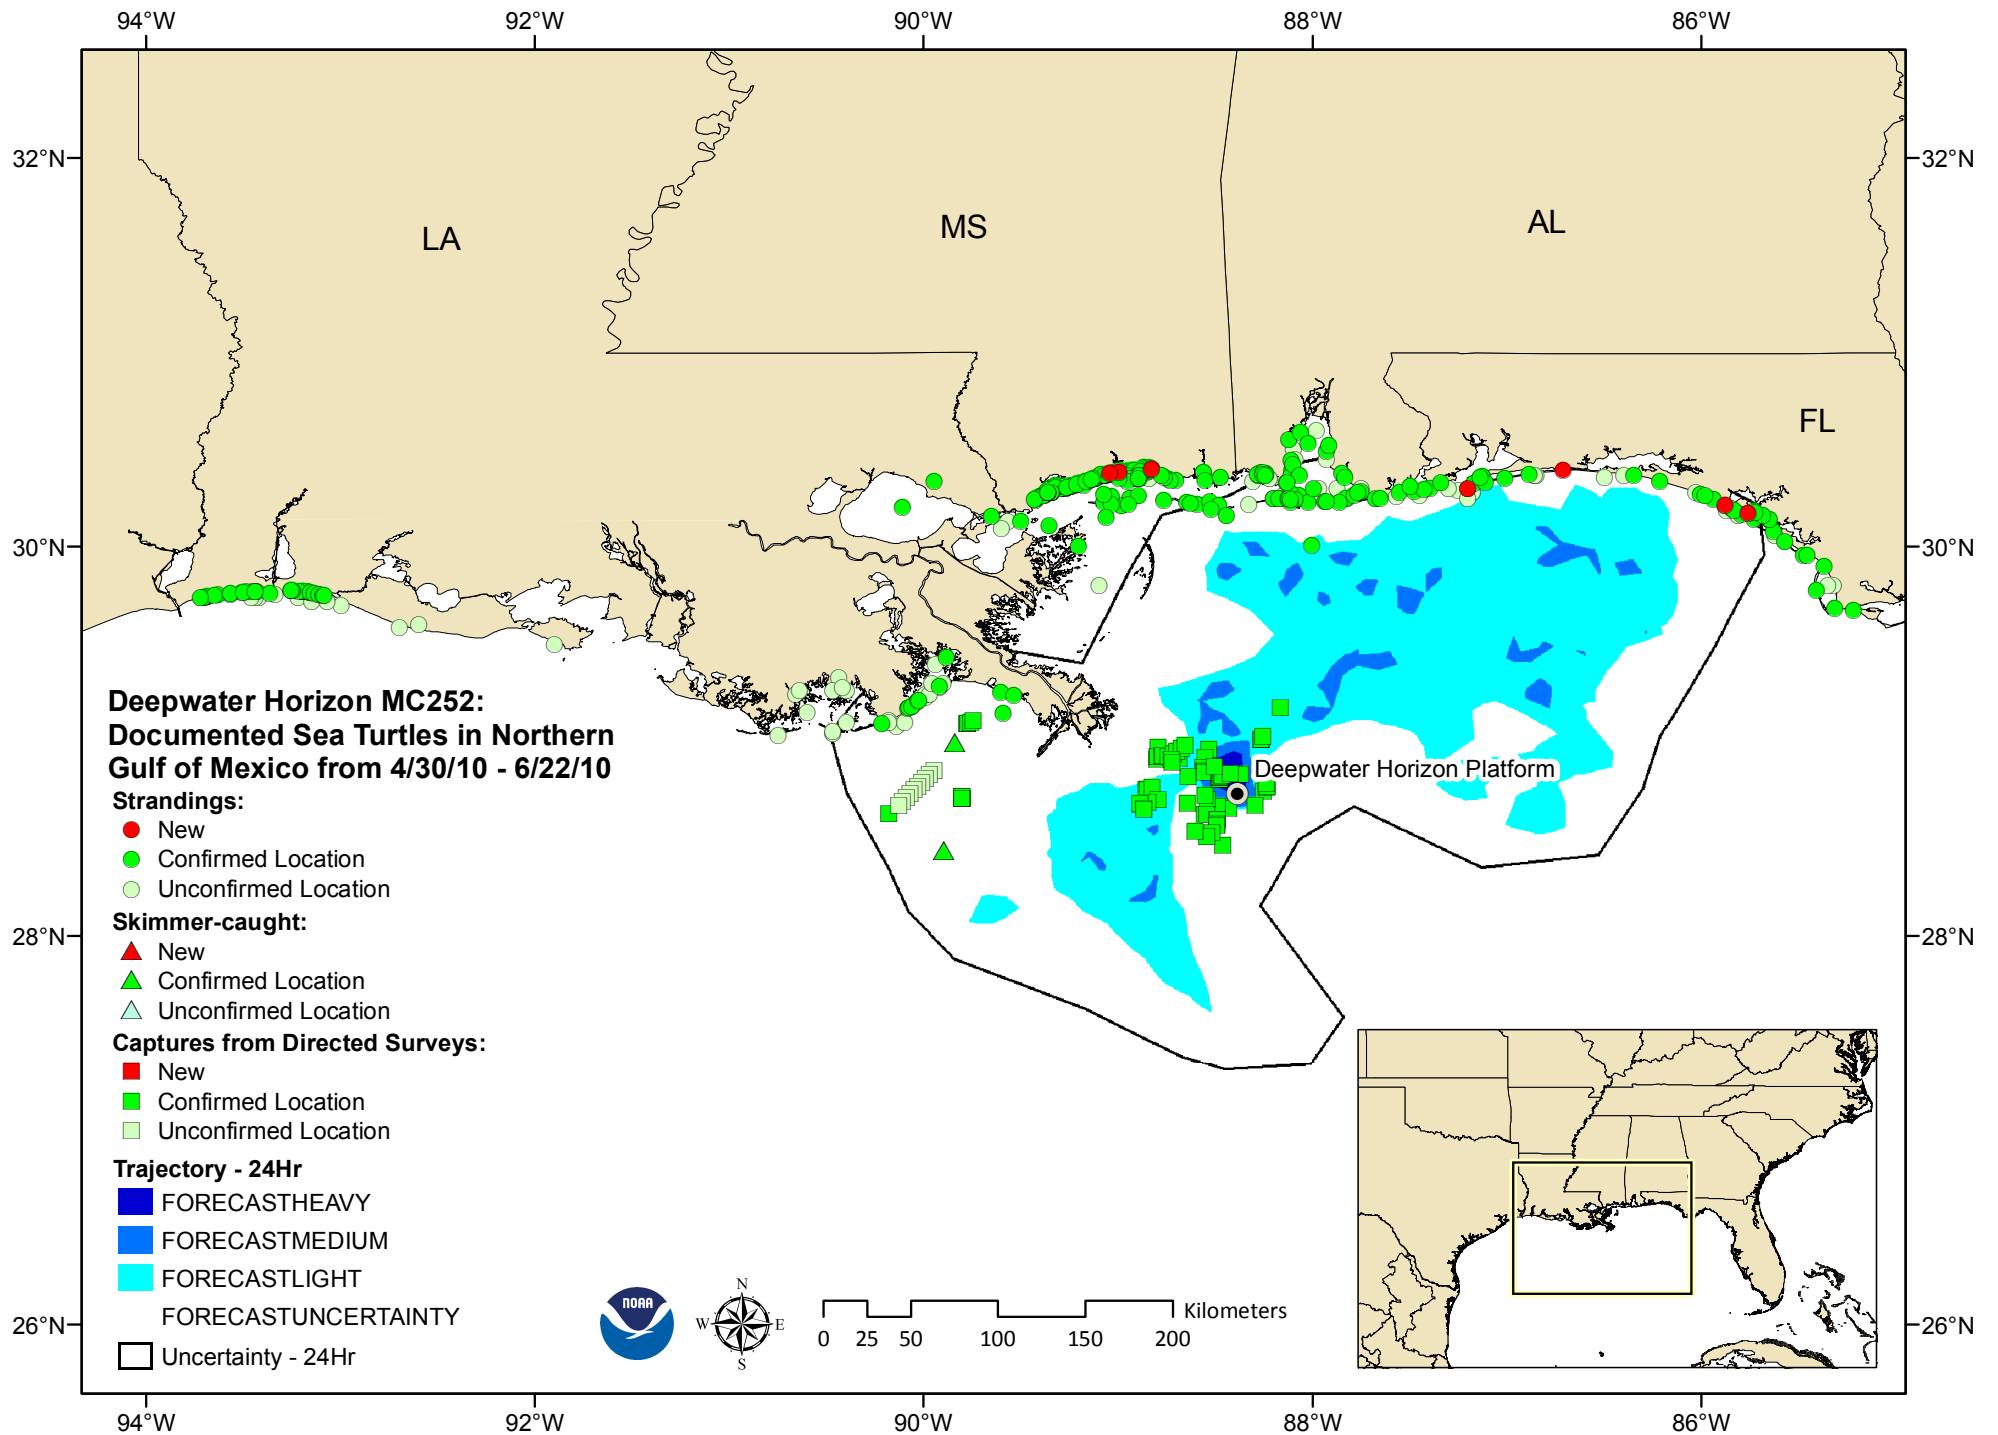 94°W 92°W 90°W 88°W 86°W
32°N 32°N
LA MS AL
FL
30°N 30°N
Deepwater Horizon MC252:
Documented Sea Turtles in Northern
Gulf of Mexico from 4/30/10 - 6/22/10
Deepwater Horizon Platform
Strandings:
New
Confirmed Location
Unconfirmed Location
Skimmer-caught:
New
Confirmed Location
Unconfirmed Location
28°N 28°N
Captures from Directed Surveys:
New
Confirmed Location
Unconfirmed Location
Trajectory - 24Hr
FORECASTHEAVY
FORECASTMEDIUM
FORECASTLIGHT
FORECASTUNCERTAINTY
Uncertainty - 24Hr
NOAA
N
W E
S
Kilometers
0 25 50 100 150 200
26°N 26°N
94°W 92°W 90°W 88°W 86°W